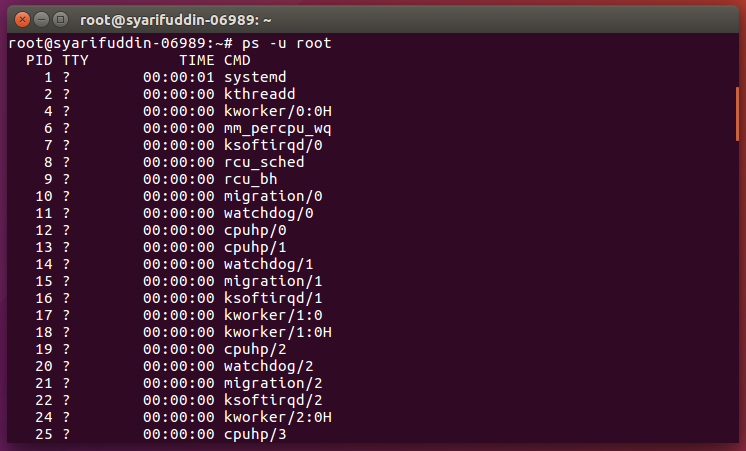 root@syarifuddin-06989: ~
root@syarifuddin-06989:~# ps -u root
  PID TTY          TIME CMD
    1 ?        00:00:01 systemd
    2 ?        00:00:00 kthreadd
    4 ?        00:00:00 kworker/0:0H
    6 ?        00:00:00 mm_percpu_wq
    7 ?        00:00:00 ksoftirqd/0
    8 ?        00:00:00 rcu_sched
    9 ?        00:00:00 rcu_bh
   10 ?        00:00:00 migration/0
   11 ?        00:00:00 watchdog/0
   12 ?        00:00:00 cpuhp/0
   13 ?        00:00:00 cpuhp/1
   14 ?        00:00:00 watchdog/1
   15 ?        00:00:00 migration/1
   16 ?        00:00:00 ksoftirqd/1
   17 ?        00:00:00 kworker/1:0
   18 ?        00:00:00 kworker/1:0H
   19 ?        00:00:00 cpuhp/2
   20 ?        00:00:00 watchdog/2
   21 ?        00:00:00 migration/2
   22 ?        00:00:00 ksoftirqd/2
   24 ?        00:00:00 kworker/2:0H
   25 ?        00:00:00 cpuhp/3